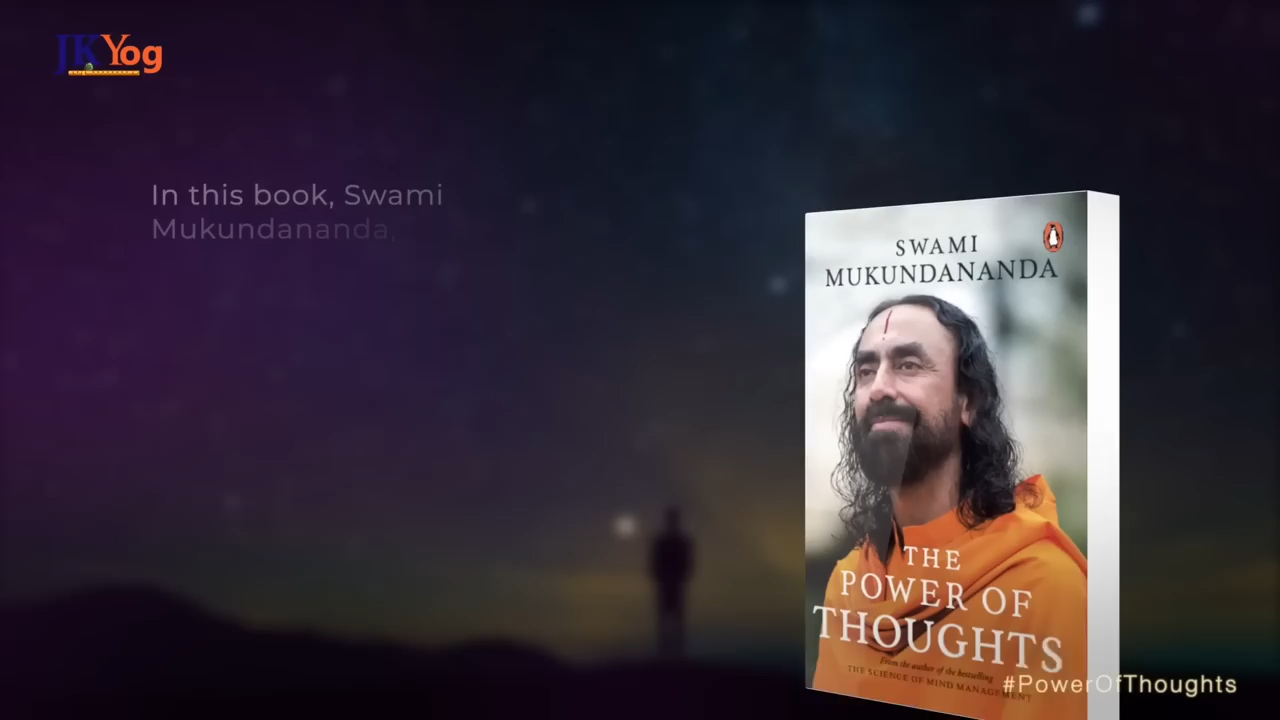 JKYog
In this book, Swami
Mukundananda,
SWAMI
MUKUNDANANDA
THE
POWER OF
THOUGHTS
From the author of the bestselling
THE SCIENCE OF MIND MANAGEMENT
#PowerOfThoughts